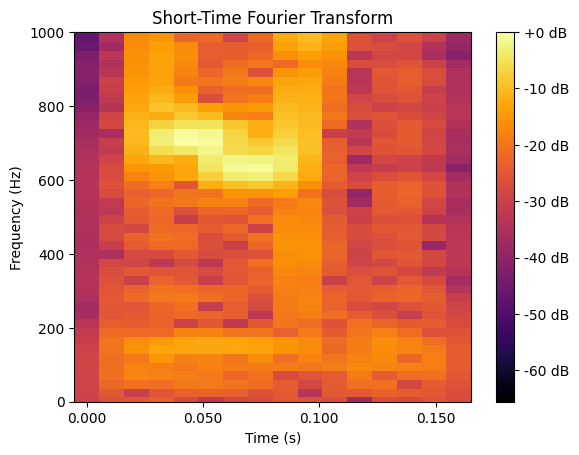 Short-Time Fourier Transform
1000
800
600
400
200
0
Frequency (Hz)
0.000
0.050
0.100
0.150
Time (s)
+0 dB
-10 dB
-20 dB
-30 dB
-40 dB
-50 dB
-60 dB